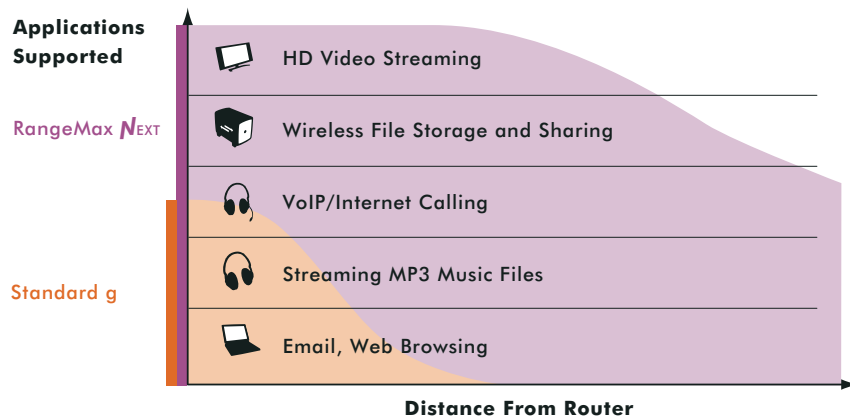 Applications
Supported
HD Video Streaming
RangeMax NEXT
Wireless File Storage and Sharing
VoIP/Internet Calling
Streaming MP3 Music Files
Standard g
Email, Web Browsing
Distance From Router